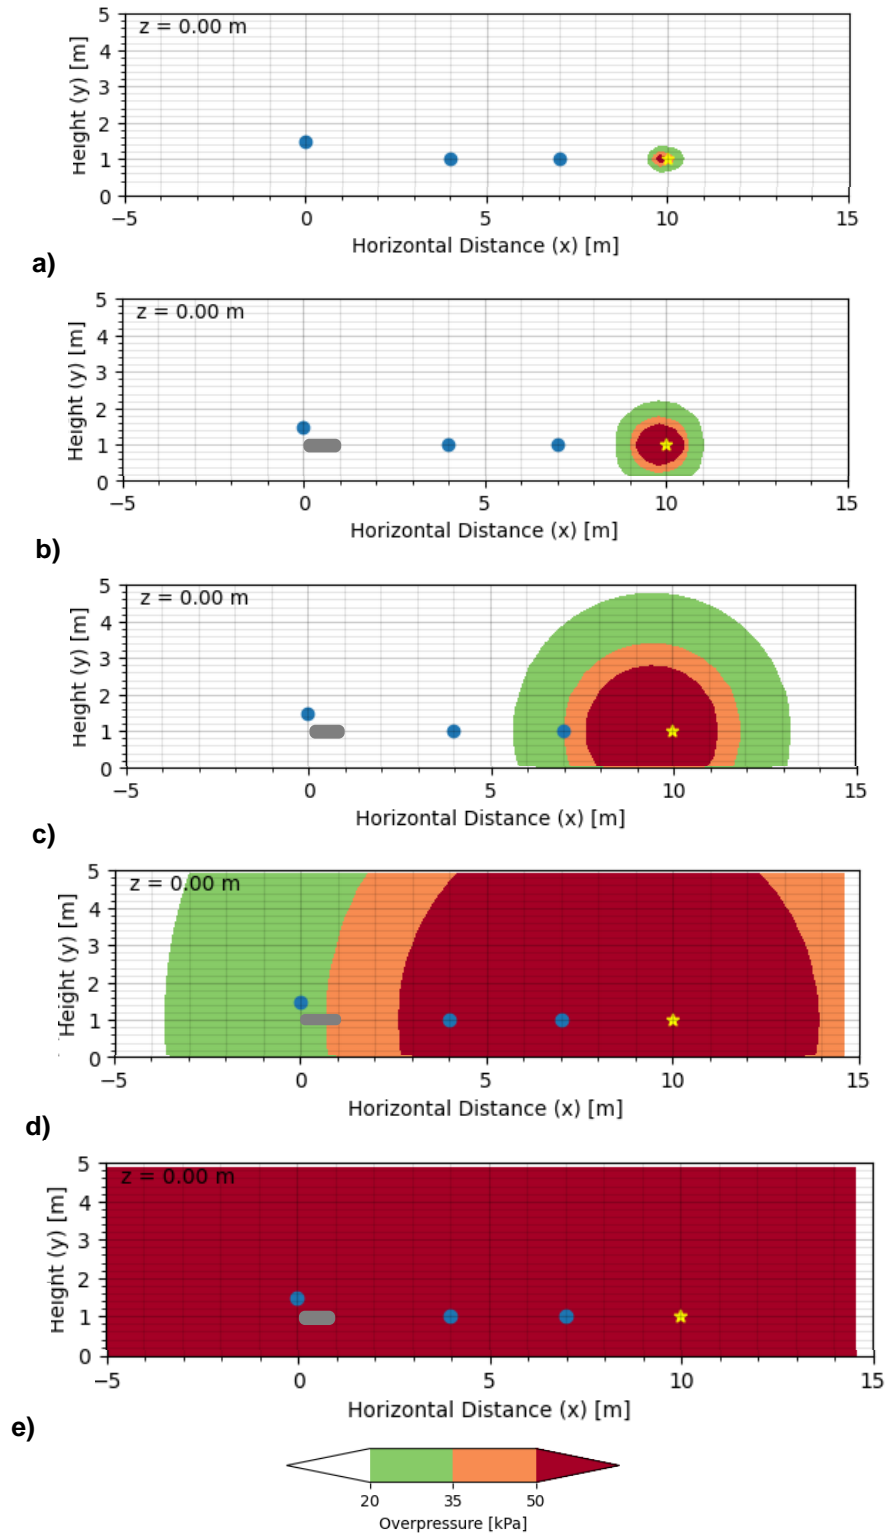 5
z = 0.00 m
4
3
2
1
0
Height (y) [m]
−5 0 5 10 15
Horizontal Distance (x) [m]
a)
5
z = 0.00 m
4
3
2
1
0
Height (y) [m]
−5 0 5 10 15
Horizontal Distance (x) [m]
b)
5
z = 0.00 m
4
3
2
1
0
Height (y) [m]
−5 0 5 10 15
Horizontal Distance (x) [m]
c)
5
z = 0.00 m
4
3
2
1
0
Height (y) [m]
−5 0 5 10 15
Horizontal Distance (x) [m]
d)
5
z = 0.00 m
4
3
2
1
0
Height (y) [m]
−5 0 5 10 15
Horizontal Distance (x) [m]
e)
20 35 50
Overpressure [kPa]